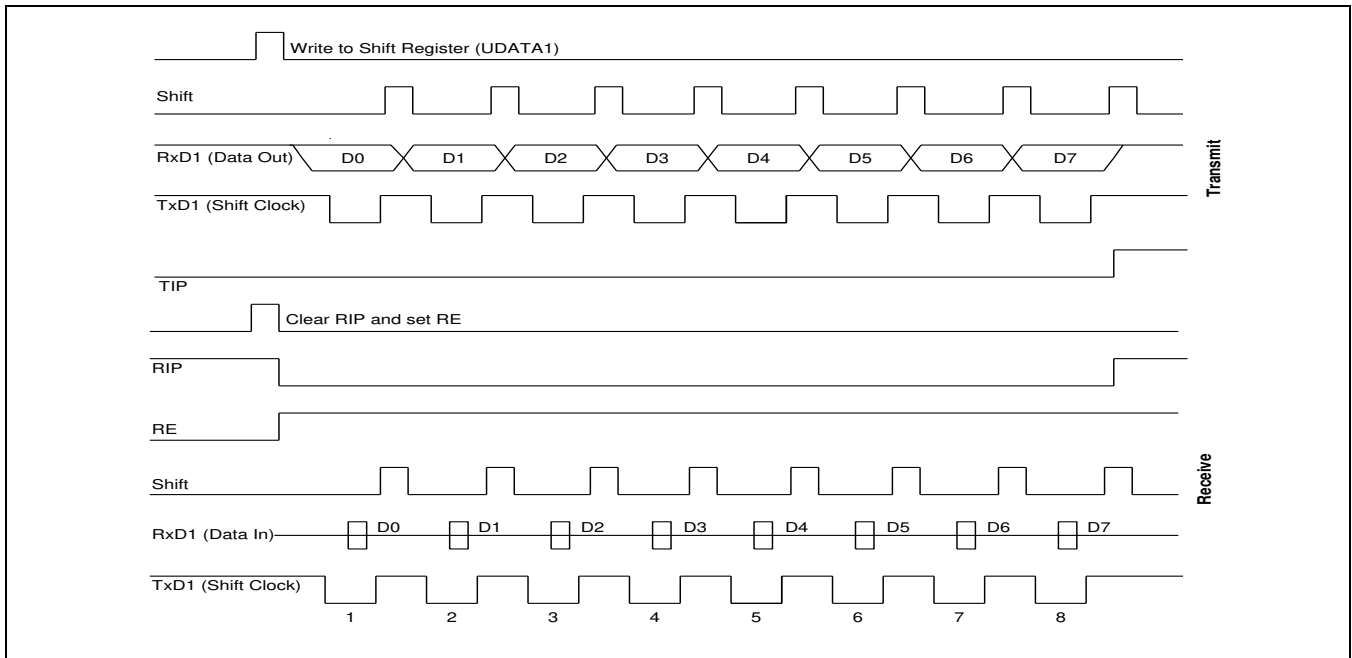 Write to Shift Register (UDATA1)
Shift
RxD1 (Data Out) D0 D1 D2 D3 D4 D5 D6 D7
TxD1 (Shift Clock)
TIP
Transmit
Clear RIP and set RE
RIP
RE
Shift
RxD1 (Data In) D0 D1 D2 D3 D4 D5 D6 D7
TxD1 (Shift Clock)
1 2 3 4 5 6 7 8
Receive